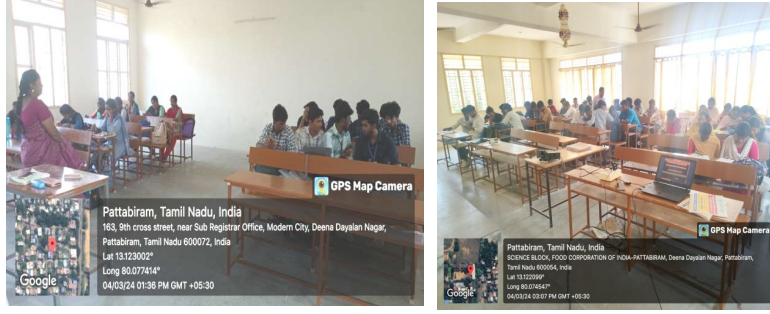 GPS Map Camera
Pattabiram, Tamil Nadu, India
163, 9th cross street, near Sub Registrar Office, Modern City, Deena Dayalan Nagar,
Pattabiram, Tamil Nadu 600072, India
Lat 13.123002°
Long 80.077414°
04/03/24 01:36 PM GMT +05:30
Google
GPS Map Camera
Pattabiram, Tamil Nadu, India
SCIENCE BLOCK, FOOD CORPORATION OF INDIA-PATTABIRAM, Deena Dayalan Nagar, Pattabiram,
Tamil Nadu 600054, India
Lat 13.122099°
Long 80.074547°
04/03/24 03:07 PM GMT +05:30
Google